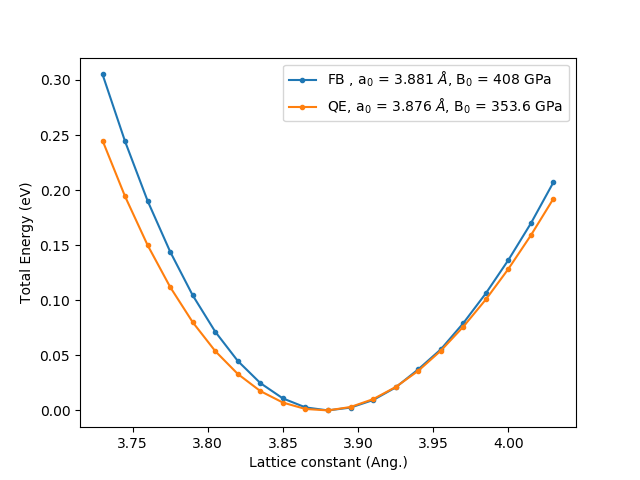 FB , a₀ = 3.881 Å, B₀ = 408 GPa
QE, a₀ = 3.876 Å, B₀ = 353.6 GPa
Total Energy (eV)
0.30
0.25
0.20
0.15
0.10
0.05
0.00
3.75 3.80 3.85 3.90 3.95 4.00
Lattice constant (Ang.)